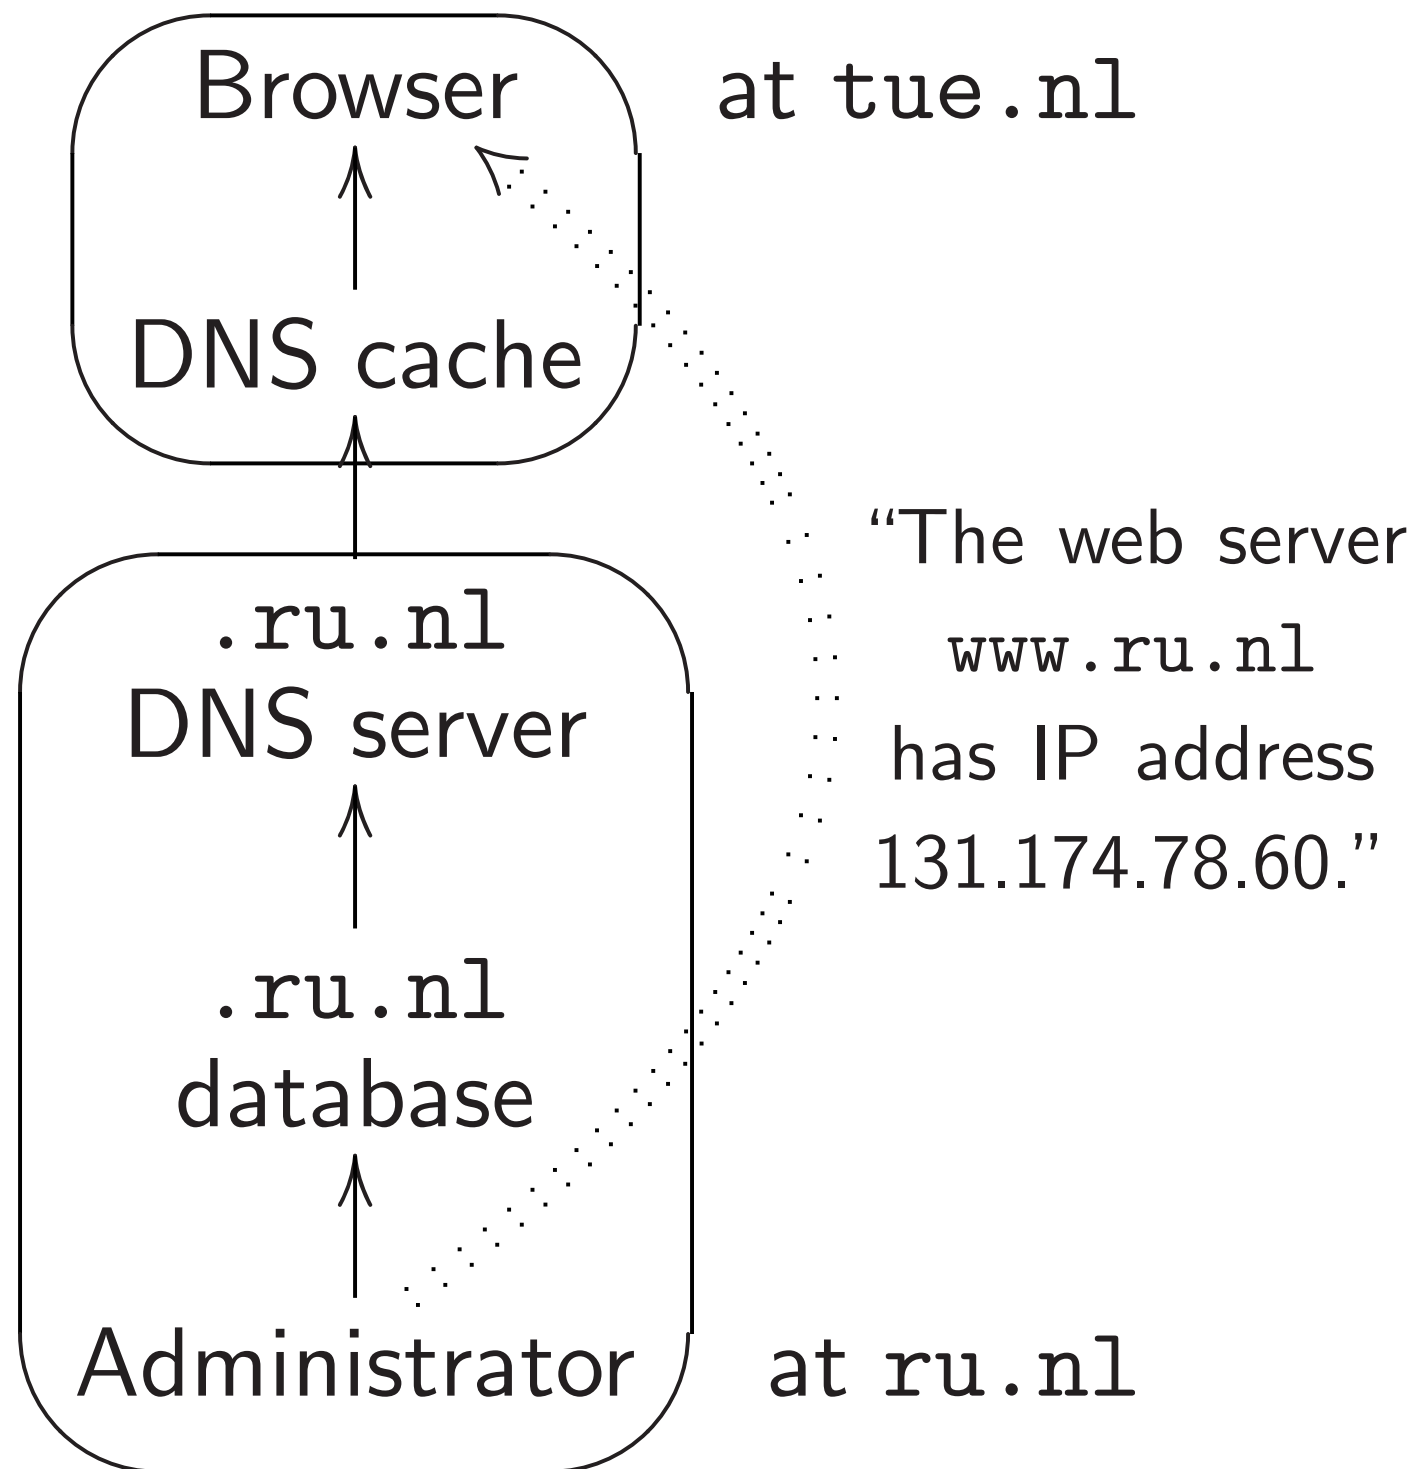 Browser
at tue.nl
DNS cache
“The web server
www.ru.nl
has IP address
131.174.78.60.”
.ru.nl
DNS server
.ru.nl
database
Administrator
at ru.nl